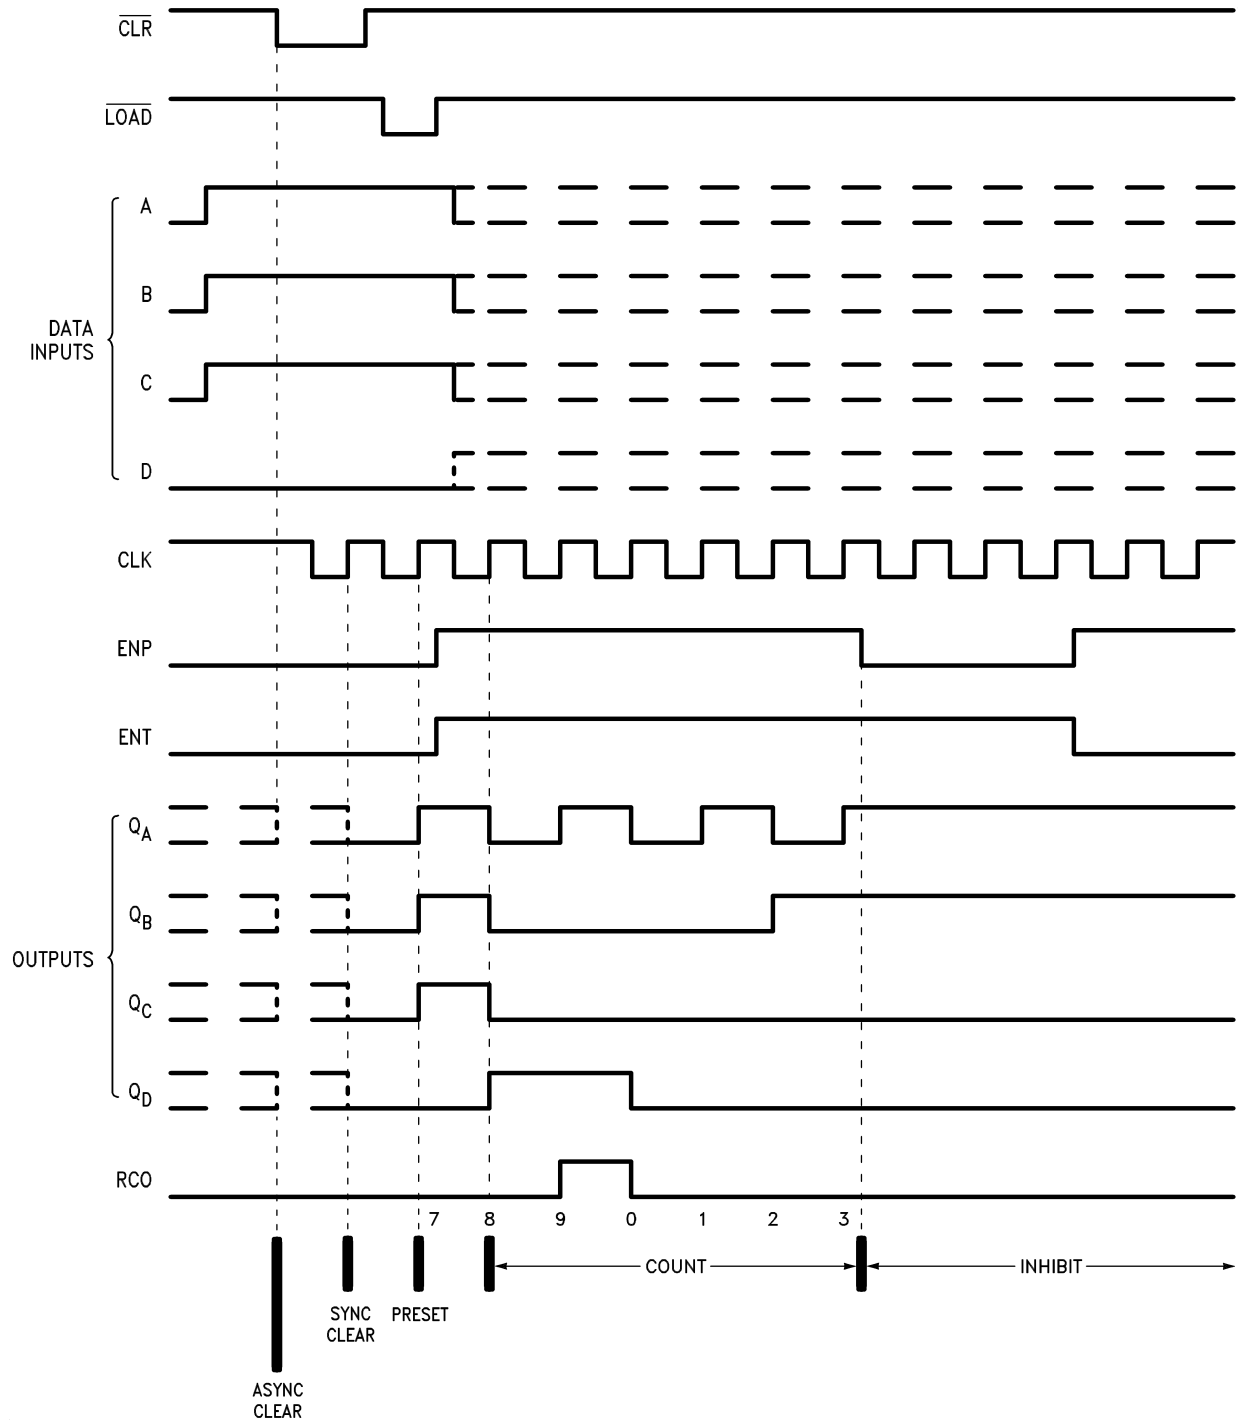 CLR
LOAD
A
B
DATA
INPUTS
C
D
CLK
ENP
ENT
QA
QB
OUTPUTS
QC
QD
RCO
7 8 9 0 1 2 3
COUNT INHIBIT
SYNC
CLEAR
PRESET
ASYNC
CLEAR